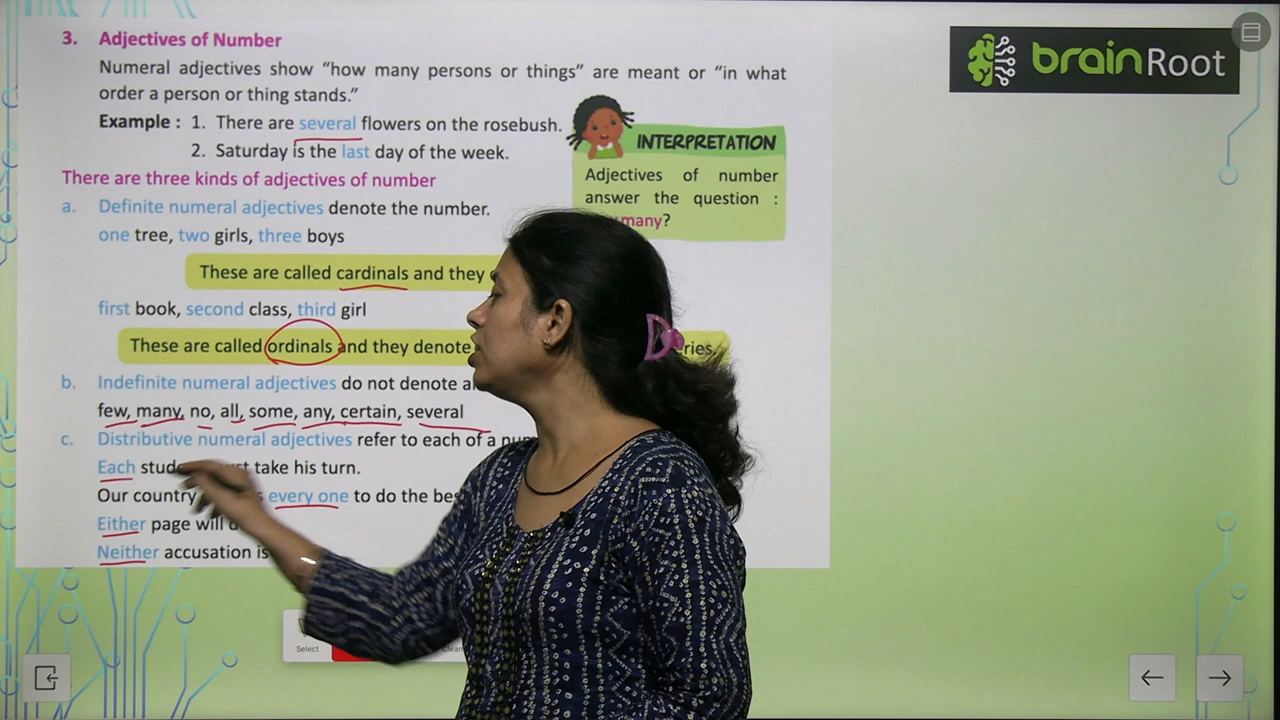 3. Adjectives of Number
Numeral adjectives show “how many persons or things” are meant or “in what
order a person or thing stands.”
Example : 1. There are several flowers on the rosebush.
2. Saturday is the last day of the week.
There are three kinds of adjectives of number
a. Definite numeral adjectives denote the number.
one tree, two girls, three boys
These are called cardinals and they
first book, second class, third girl
These are called ordinals and they denote
b. Indefinite numeral adjectives do not denote
few, many, no, all, some, any, certain, several
c. Distributive numeral adjectives refer to each of a
Each take his turn.
Our country every one to do the
Either page will
Neither accusation is
INTERPRETATION
Adjectives of number
answer the question :
many?
brainRoot
Select